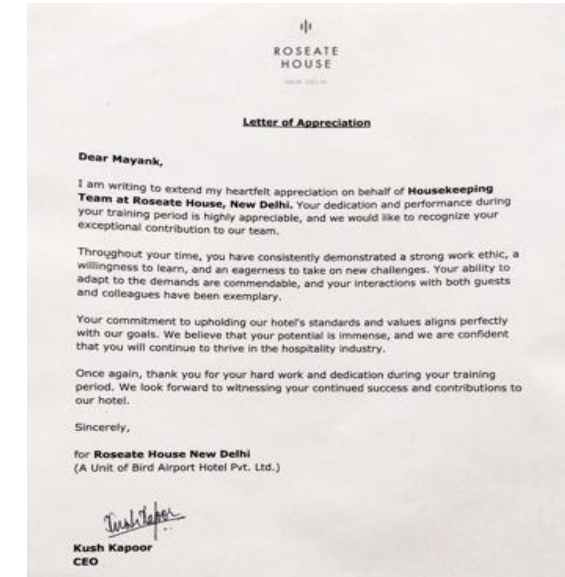 ROSEATE
HOUSE
NEW DELHI
Letter of Appreciation
Dear Mayank,
I am writing to extend my heartfelt appreciation on behalf of Housekeeping
Team at Roseate House, New Delhi. Your dedication and performance during
your training period is highly appreciable, and we would like to recognize your
exceptional contribution to our team.
Throughout your time, you have consistently demonstrated a strong work ethic, a
willingness to learn, and an eagerness to take on new challenges. Your ability to
adapt to the demands are commendable, and your interactions with both guests
and colleagues have been exemplary.
Your commitment to upholding our hotel's standards and values aligns perfectly
with our goals. We believe that your potential is immense, and we are confident
that you will continue to thrive in the hospitality industry.
Once again, thank you for your hard work and dedication during your training
period. We look forward to witnessing your continued success and contributions to
our hotel.
Sincerely,
for Roseate House New Delhi
(A Unit of Bird Airport Hotel Pvt. Ltd.)
Kush Kapoor
Kush Kapoor
CEO